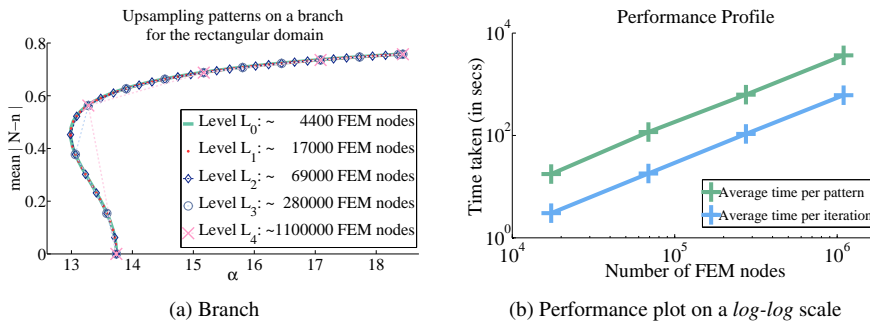 Upsampling patterns on a branch
for the rectangular domain
0.8
0.6
0.4
0.2
0
mean | N−n |
13 14 15 16 17 18
α
Level L0: ~ 4400 FEM nodes
Level L1: ~ 17000 FEM nodes
Level L2: ~ 69000 FEM nodes
Level L3: ~ 280000 FEM nodes
Level L4: ~1100000 FEM nodes
(a) Branch
Performance Profile
10^4
10^2
10^0
Time taken (in secs)
10^4 10^5 10^6
Number of FEM nodes
Average time per pattern
Average time per iteration
(b) Performance plot on a log-log scale